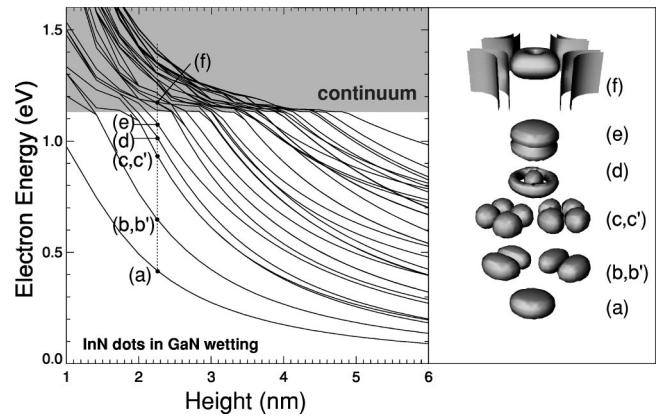 Electron Energy (eV)
1.5
1.0
0.5
0.0
continuum
(f)
(e)
(d)
(c,c')
(b,b')
(a)
InN dots in GaN wetting
1
2
3
4
5
6
Height (nm)
(f)
(e)
(d)
(c,c')
(b,b')
(a)